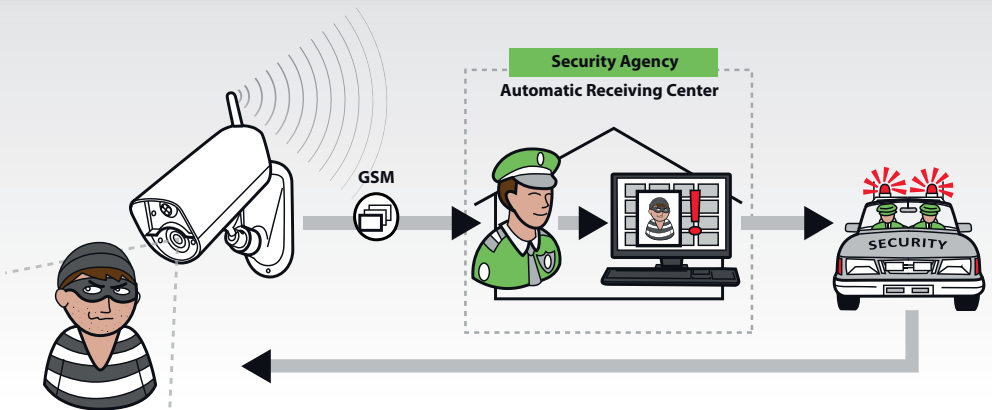 Security Agency
Automatic Receiving Center
GSM
SECURITY